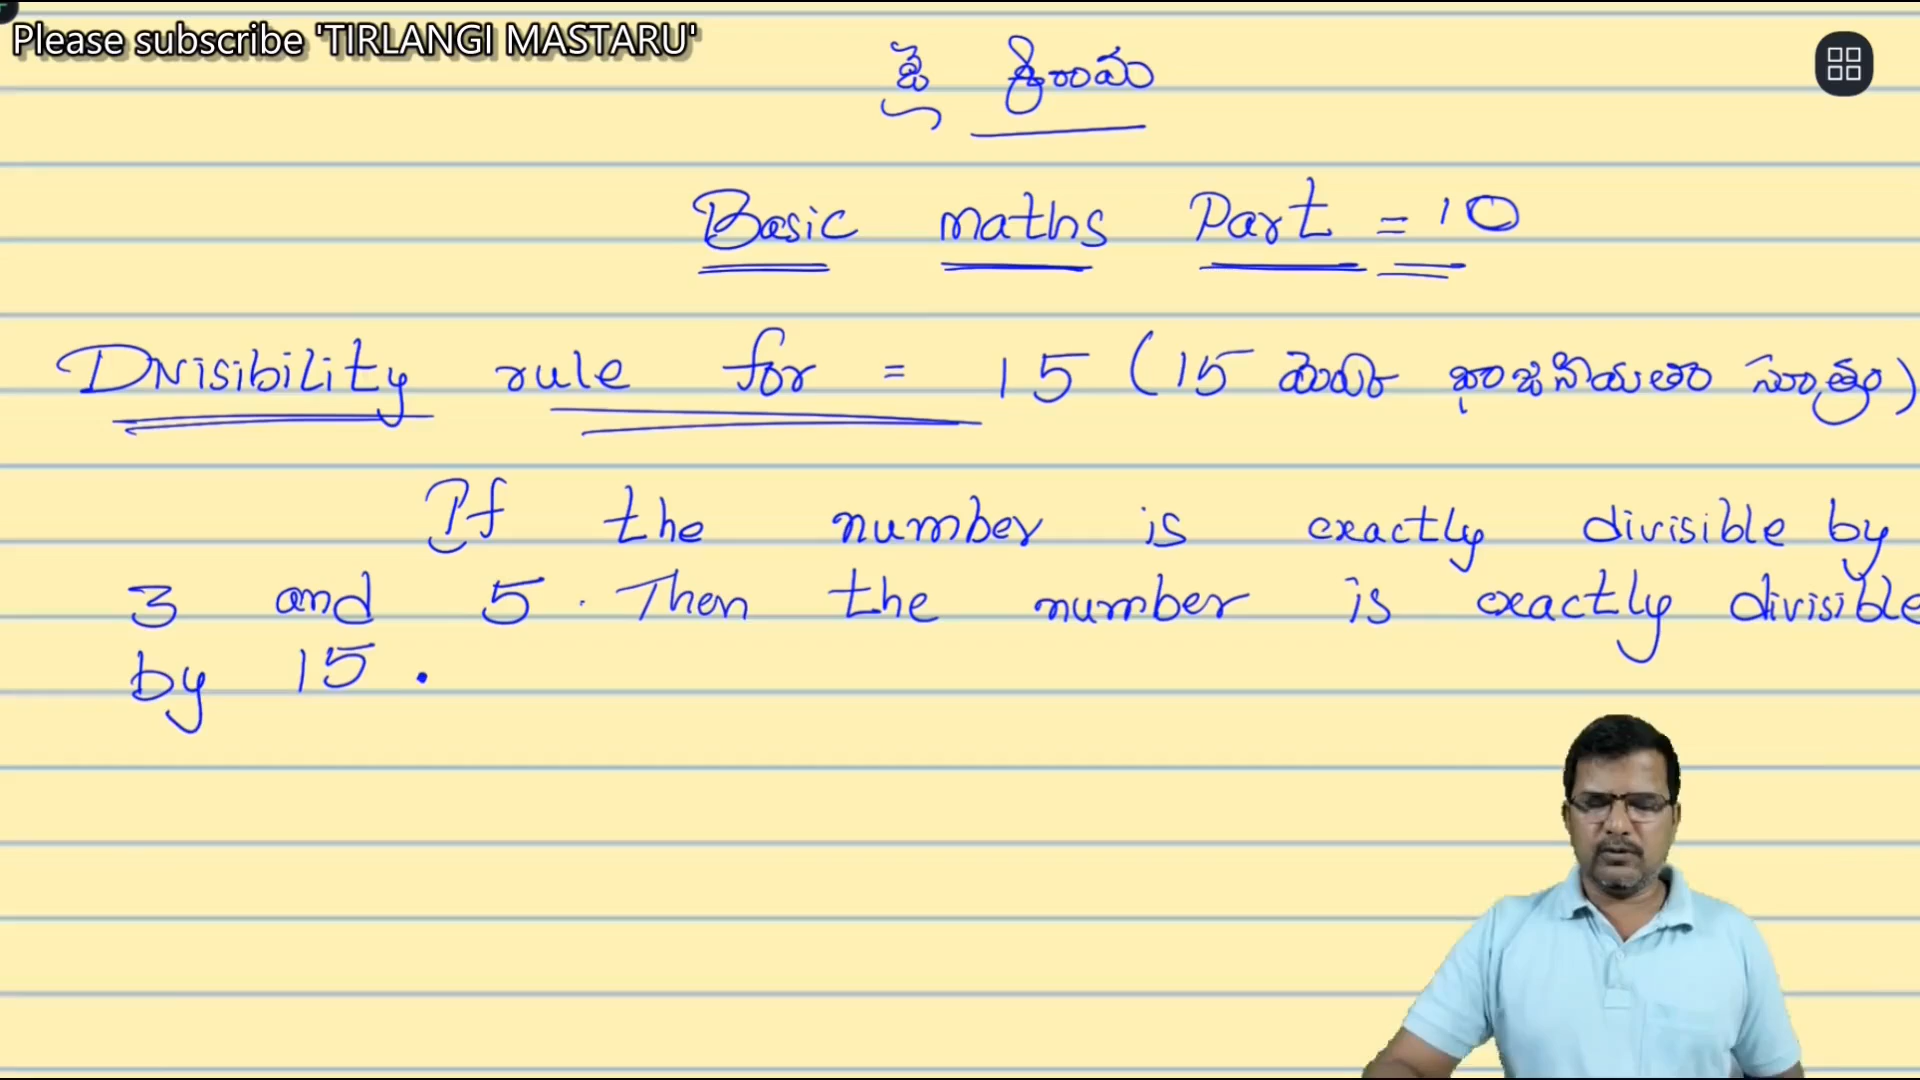 Please subscribe 'TIRLANGI MASTARU'
జై శ్రీరామ
Basic maths Part = 10
Divisibility rule for = 15 (15 యొక్క భాజనీయతా సూత్రం)
If the number is exactly divisible by
3 and 5. Then the number is exactly divisible
by 15.